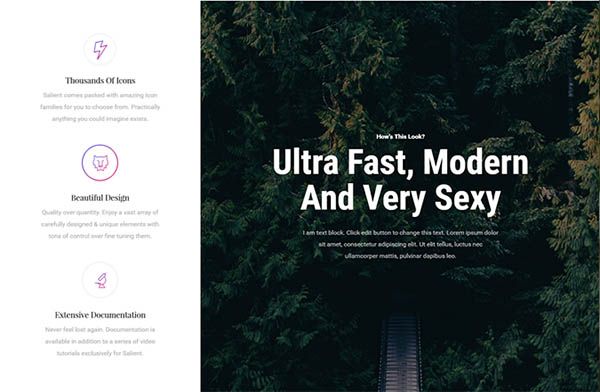 Thousands Of Icons
Salient comes packed with amazing icon
families for you to choose from. Practically
anything you could imagine exists.
Beautiful Design
Quality over quantity. Enjoy a vast array of
carefully designed & unique elements with
tons of control over fine tuning them.
Extensive Documentation
Never feel lost again. Documentation is
available in addition to a series of video
tutorials exclusively for Salient.
How's This Look?
Ultra Fast, Modern
And Very Sexy
I am text block. Click edit button to change this text. Lorem ipsum dolor
sit amet, consectetur adipiscing elit. Ut elit tellus, luctus nec
ullamcorper mattis, pulvinar dapibus leo.